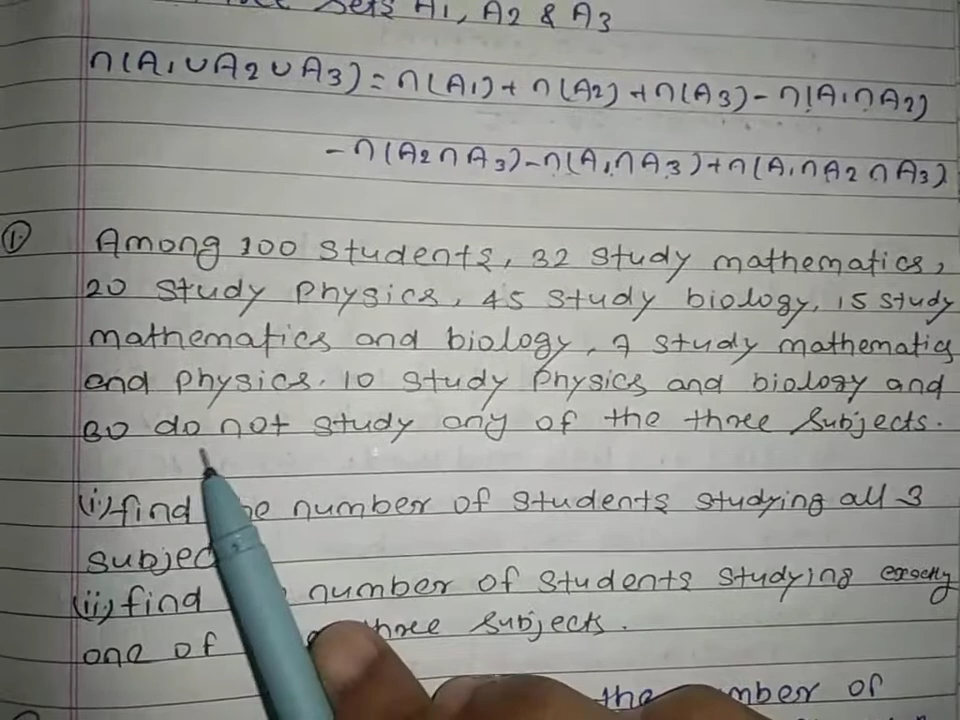 Sets A1, A2 & A3
n(A1∪A2∪A3) = n(A1) + n(A2) + n(A3) - n(A1∩A2)
- n(A2∩A3) - n(A1∩A3) + n(A1∩A2∩A3)
① Among 100 students, 32 study mathematics,
20 study physics, 45 study biology, 15 study
mathematics and biology, 7 study mathematics
and physics. 10 study physics and biology and
30 do not study any of the three subjects.
(i) find number of students studying all 3
(ii) find number of students studying exactly
one of three subjects.
the number of